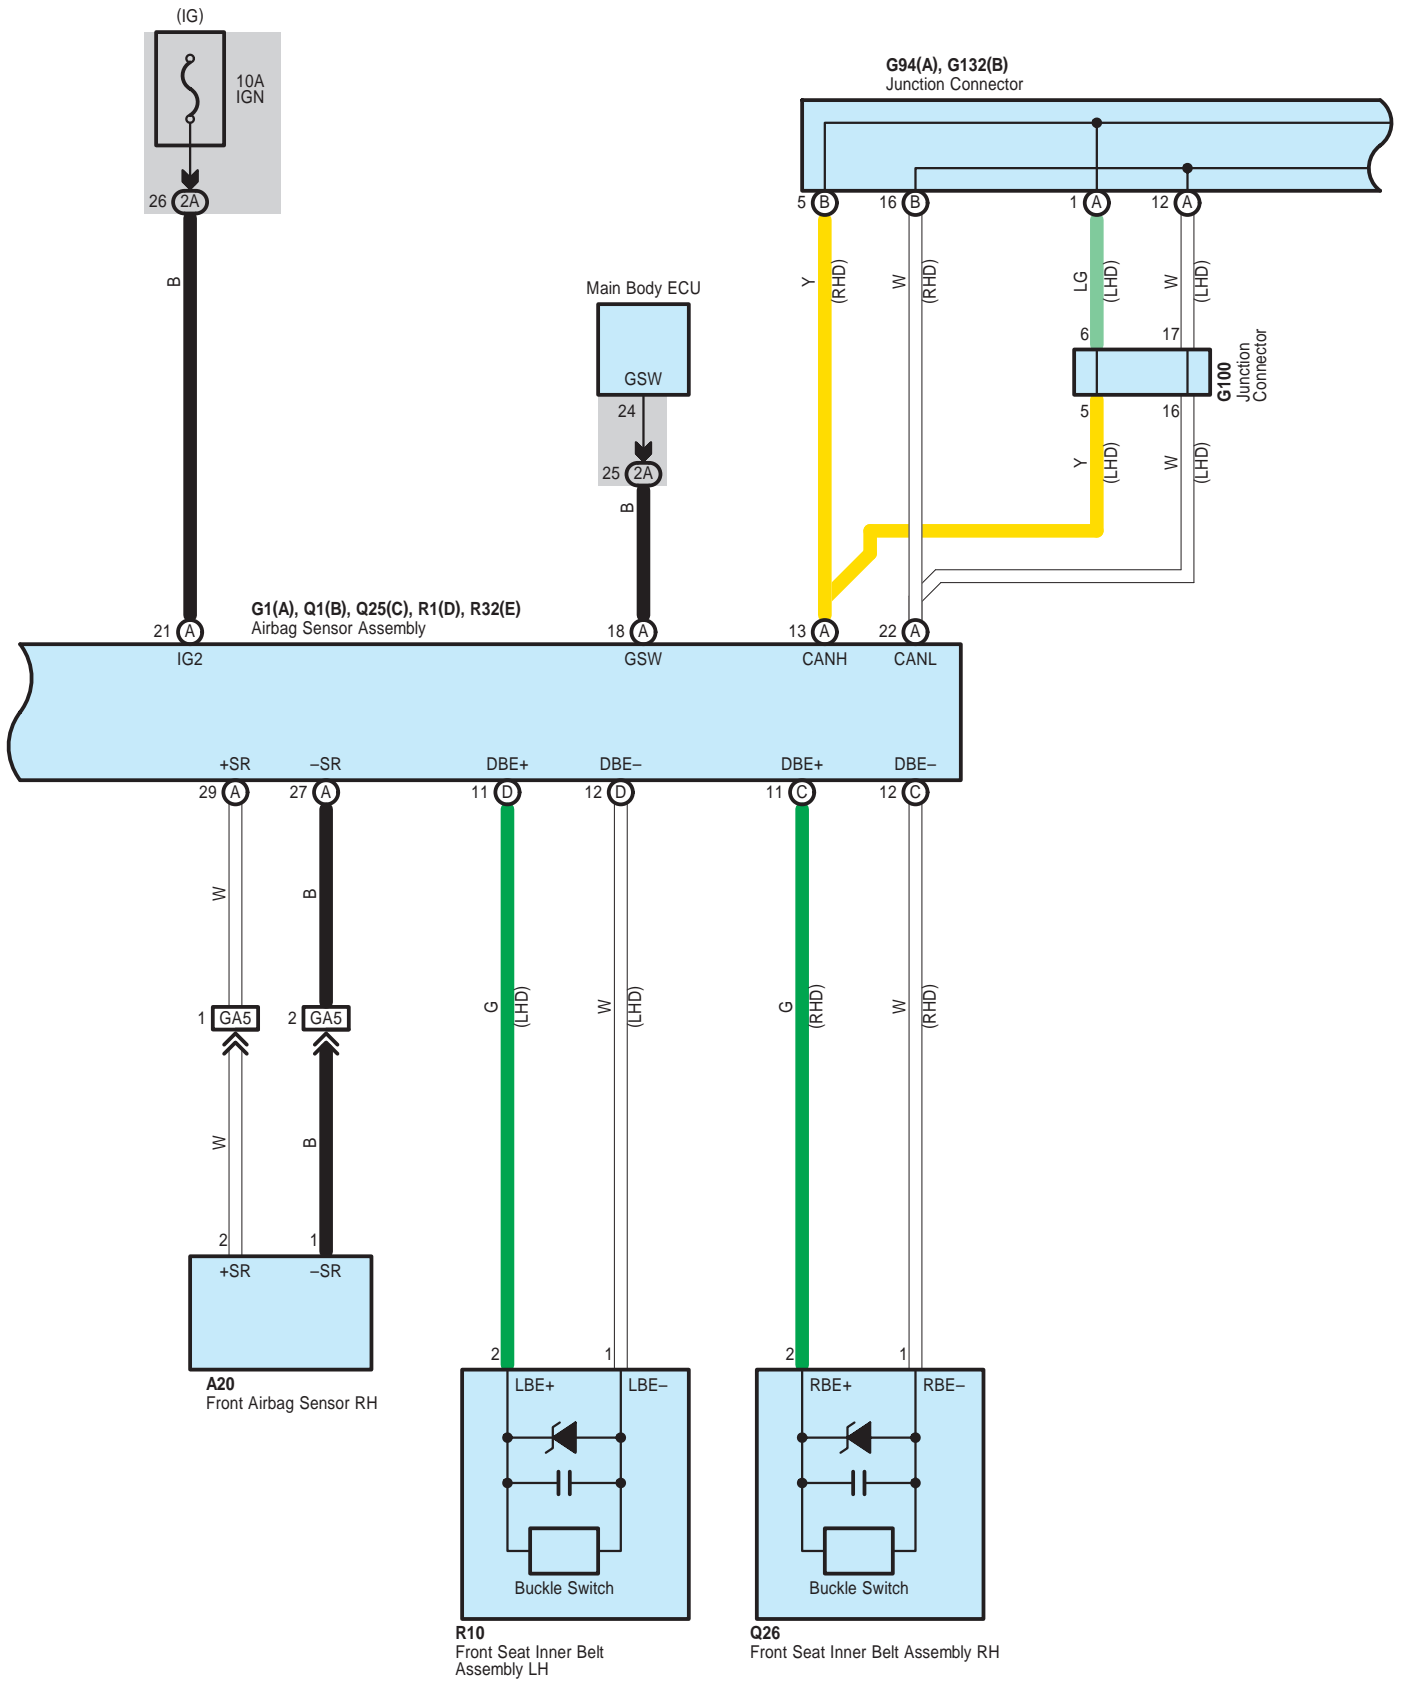 (IG)
10A
IGN
26 2A
B
G94(A), G132(B)
Junction Connector
5 B
16 B
1 A
12 A
Y
(RHD)
W
(RHD)
LG
(LHD)
W
(LHD)
6
17
G100
Junction
Connector
5
16
Y
(LHD)
W
(LHD)
Main Body ECU
GSW
24
25 2A
B
G1(A), Q1(B), Q25(C), R1(D), R32(E)
Airbag Sensor Assembly
21 A
18 A
13 A
22 A
IG2
GSW
CANH
CANL
+SR
–SR
DBE+
DBE–
DBE+
DBE–
29 A
27 A
11 D
12 D
11 C
12 C
W
B
G
(LHD)
W
(LHD)
G
(RHD)
W
(RHD)
1 GA5
2 GA5
W
B
2
1
+SR
–SR
A20
Front Airbag Sensor RH
2
1
LBE+
LBE–
Buckle Switch
R10
Front Seat Inner Belt
Assembly LH
2
1
RBE+
RBE–
Buckle Switch
Q26
Front Seat Inner Belt Assembly RH